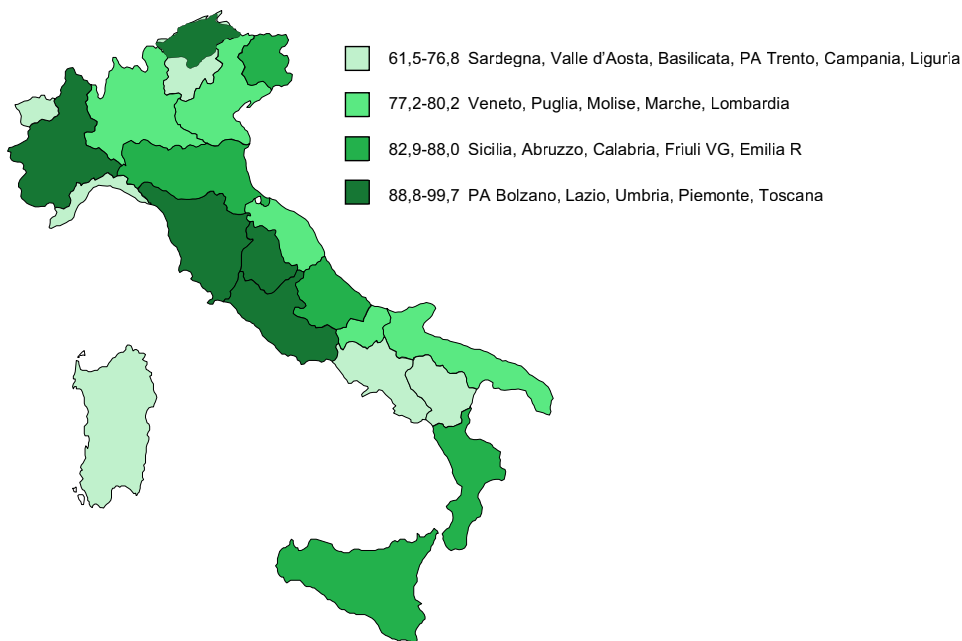 61,5-76,8 Sardegna, Valle d'Aosta, Basilicata, PA Trento, Campania, Liguria
77,2-80,2 Veneto, Puglia, Molise, Marche, Lombardia
82,9-88,0 Sicilia, Abruzzo, Calabria, Friuli VG, Emilia R
88,8-99,7 PA Bolzano, Lazio, Umbria, Piemonte, Toscana